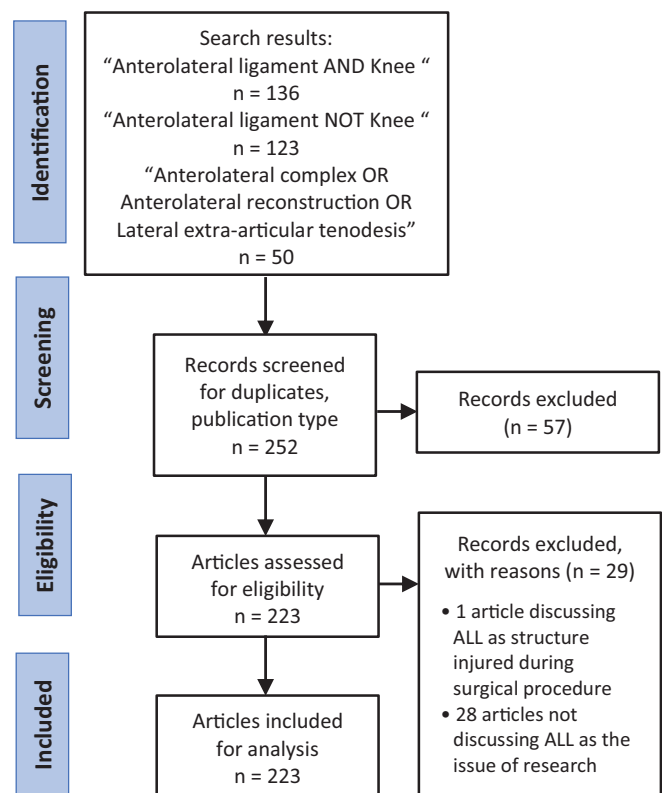 Identification
Search results:
“Anterolateral ligament AND Knee “
n = 136
“Anterolateral ligament NOT Knee “
n = 123
“Anterolateral complex OR
Anterolateral reconstruction OR
Lateral extra-articular tenodesis”
n = 50
Screening
Records screened
for duplicates,
publication type
n = 252
Records excluded
(n = 57)
Eligibility
Articles assessed
for eligibility
n = 223
Records excluded,
with reasons (n = 29)
• 1 article discussing
ALL as structure
injured during
surgical procedure
• 28 articles not
discussing ALL as the
issue of research
Included
Articles included
for analysis
n = 223